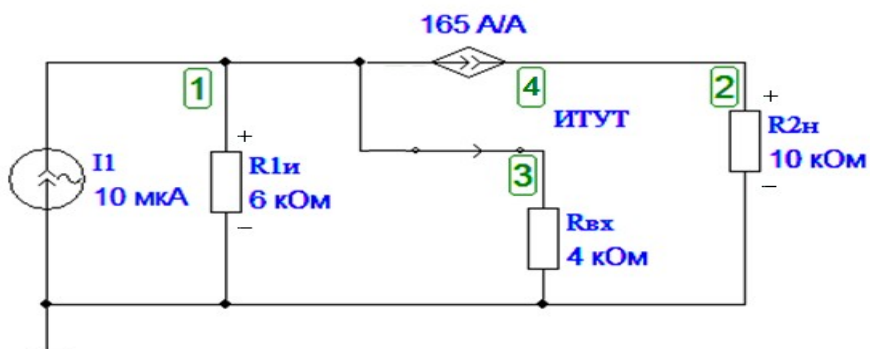 165 А/А
1
4
2
ИТУТ
I1
10 мкА
+
R1и
6 кОм
−
+
R2н
10 кОм
−
3
Rвх
4 кОм